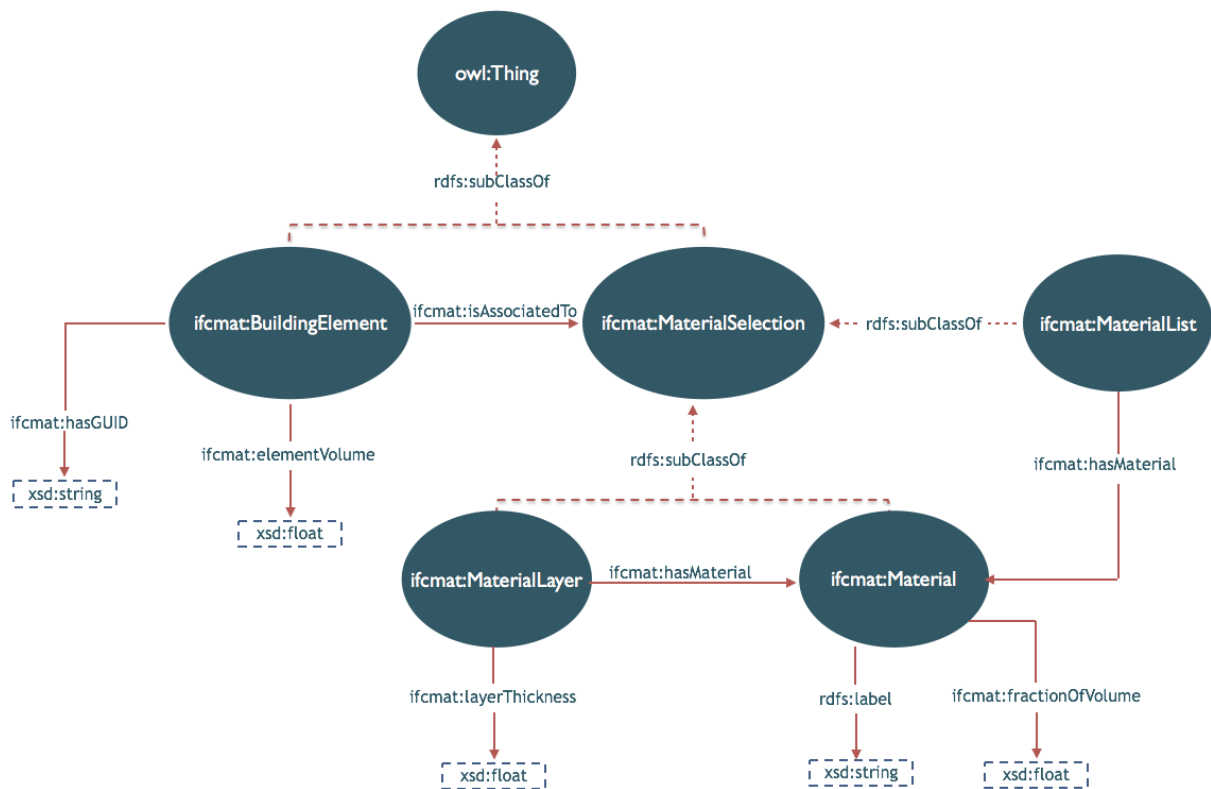 owl:Thing
rdfs:subClassOf
ifcmat:BuildingElement
ifcmat:isAssociatedTo
ifcmat:MaterialSelection
rdfs:subClassOf
ifcmat:MaterialList
ifcmat:hasGUID
xsd:string
ifcmat:elementVolume
xsd:float
rdfs:subClassOf
ifcmat:hasMaterial
ifcmat:MaterialLayer
ifcmat:hasMaterial
ifcmat:Material
ifcmat:layerThickness
xsd:float
rdfs:label
xsd:string
ifcmat:fractionOfVolume
xsd:float